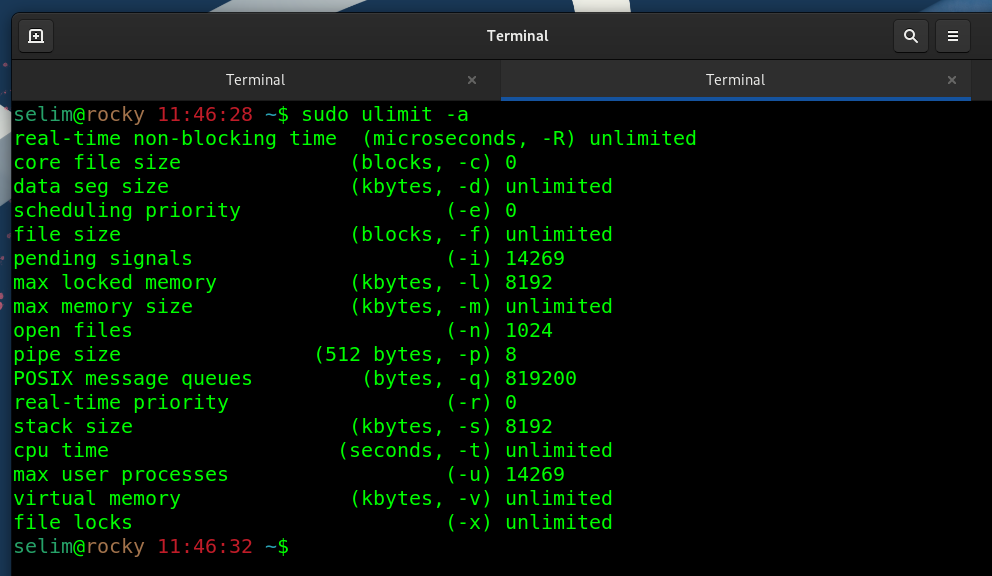 Terminal
Terminal Terminal
selim@rocky 11:46:28 ~$ sudo ulimit -a
real-time non-blocking time  (microseconds, -R) unlimited
core file size              (blocks, -c) 0
data seg size               (kbytes, -d) unlimited
scheduling priority                 (-e) 0
file size                   (blocks, -f) unlimited
pending signals                     (-i) 14269
max locked memory           (kbytes, -l) 8192
max memory size             (kbytes, -m) unlimited
open files                          (-n) 1024
pipe size                (512 bytes, -p) 8
POSIX message queues         (bytes, -q) 819200
real-time priority                  (-r) 0
stack size                  (kbytes, -s) 8192
cpu time                   (seconds, -t) unlimited
max user processes                  (-u) 14269
virtual memory              (kbytes, -v) unlimited
file locks                          (-x) unlimited
selim@rocky 11:46:32 ~$